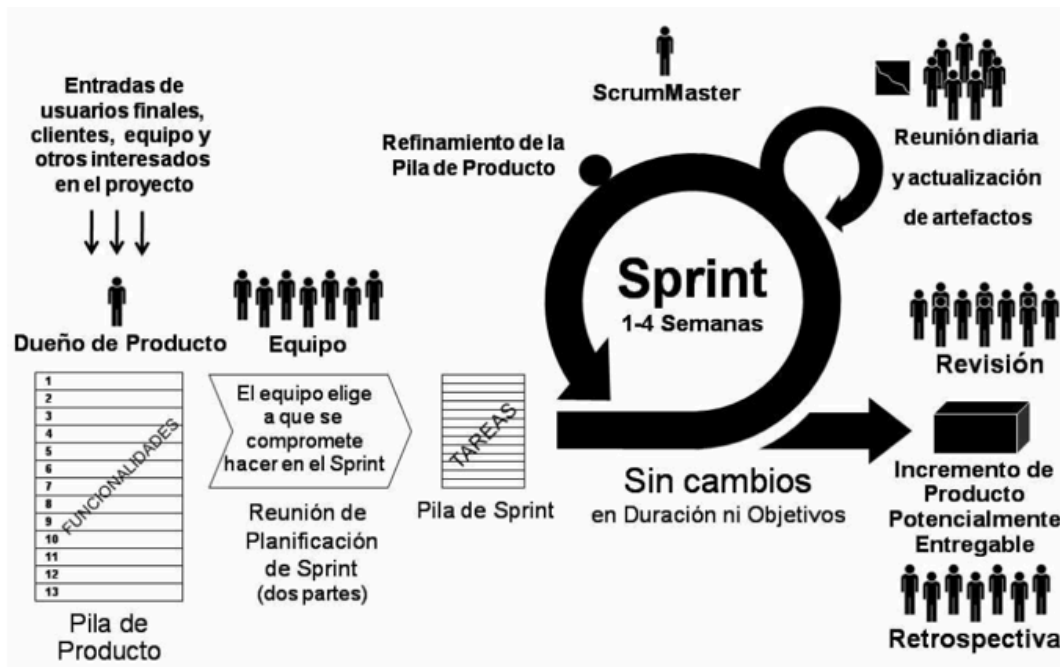 Entradas de
usuarios finales,
clientes, equipo y
otros interesados
en el proyecto
Dueño de Producto
1
2
3
4
5
6
7
8
9
10
11
12
13
FUNCIONALIDADES
Pila de
Producto
Equipo
El equipo elige
a que se
compromete
hacer en el Sprint
Reunión de
Planificación
de Sprint
(dos partes)
TAREAS
Pila de Sprint
ScrumMaster
Refinamiento de la
Pila de Producto
Sprint
1-4 Semanas
Sin cambios
en Duración ni Objetivos
Reunión diaria
y actualización
de artefactos
Revisión
Incremento de
Producto
Potencialmente
Entregable
Retrospectiva